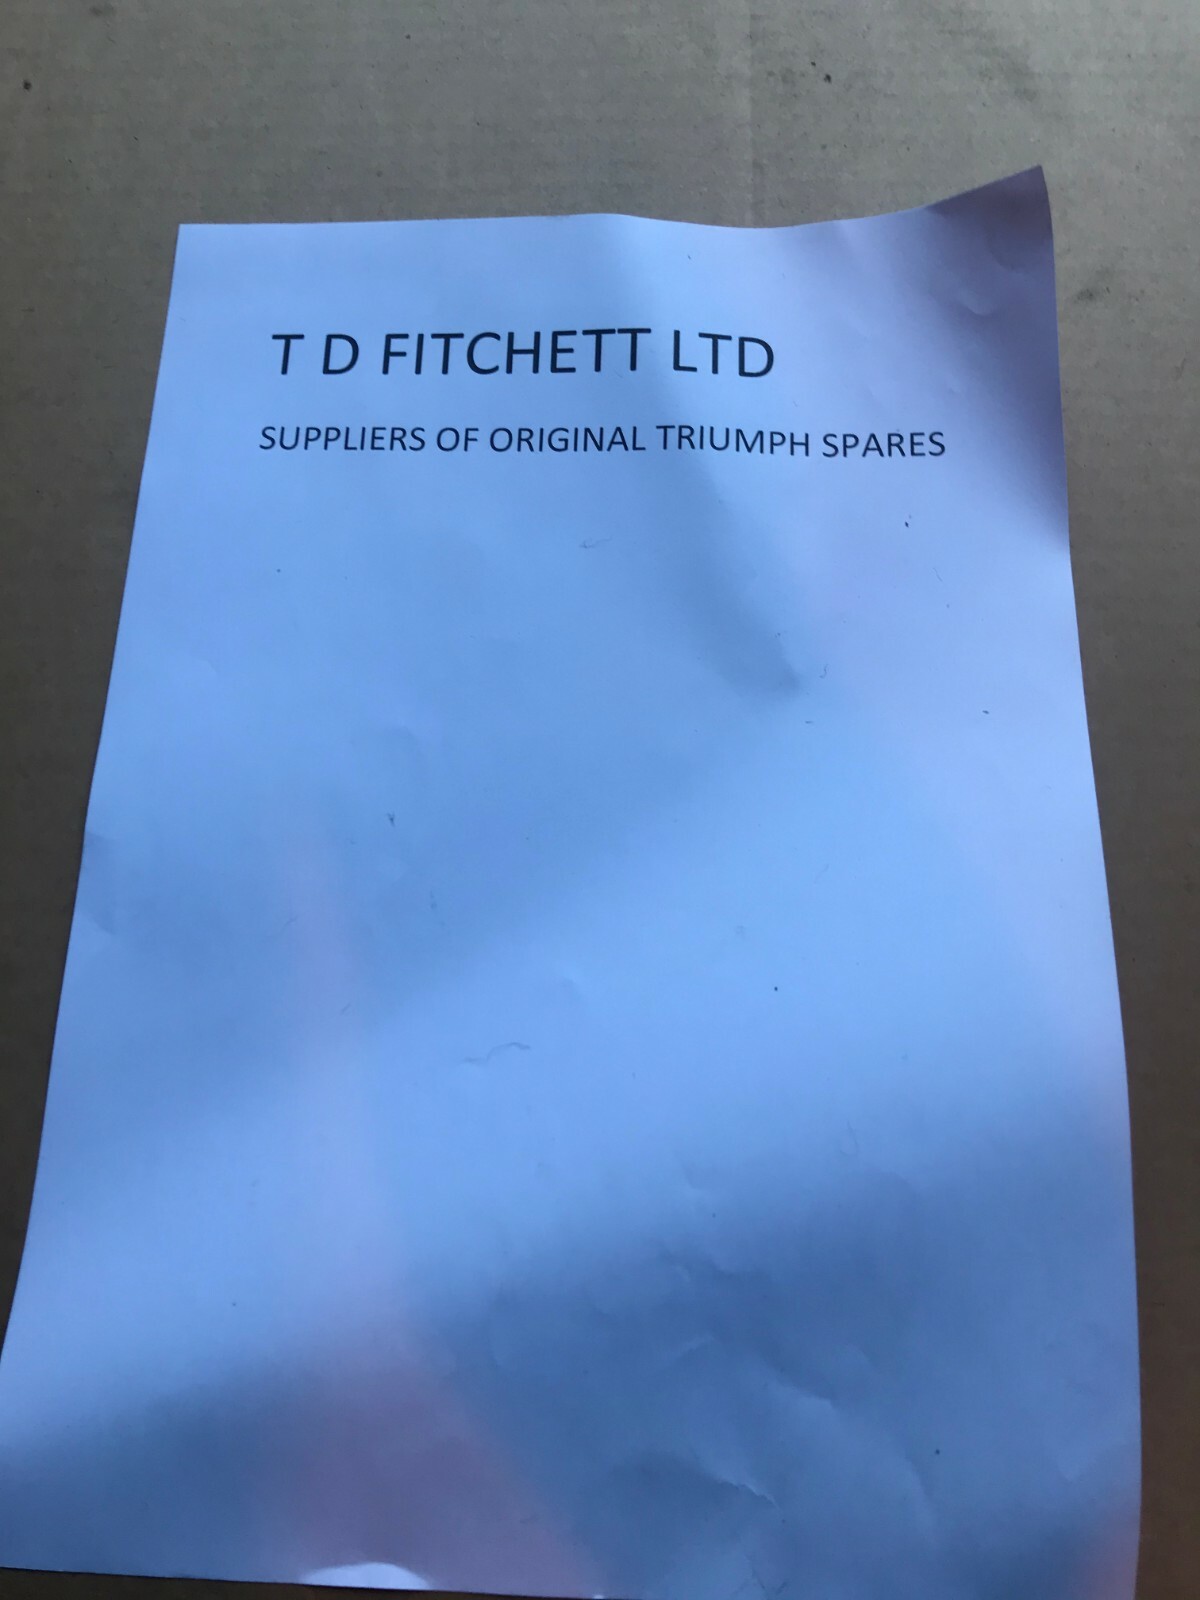 T D FITCHETT LTD
SUPPLIERS OF ORIGINAL TRIUMPH SPARES